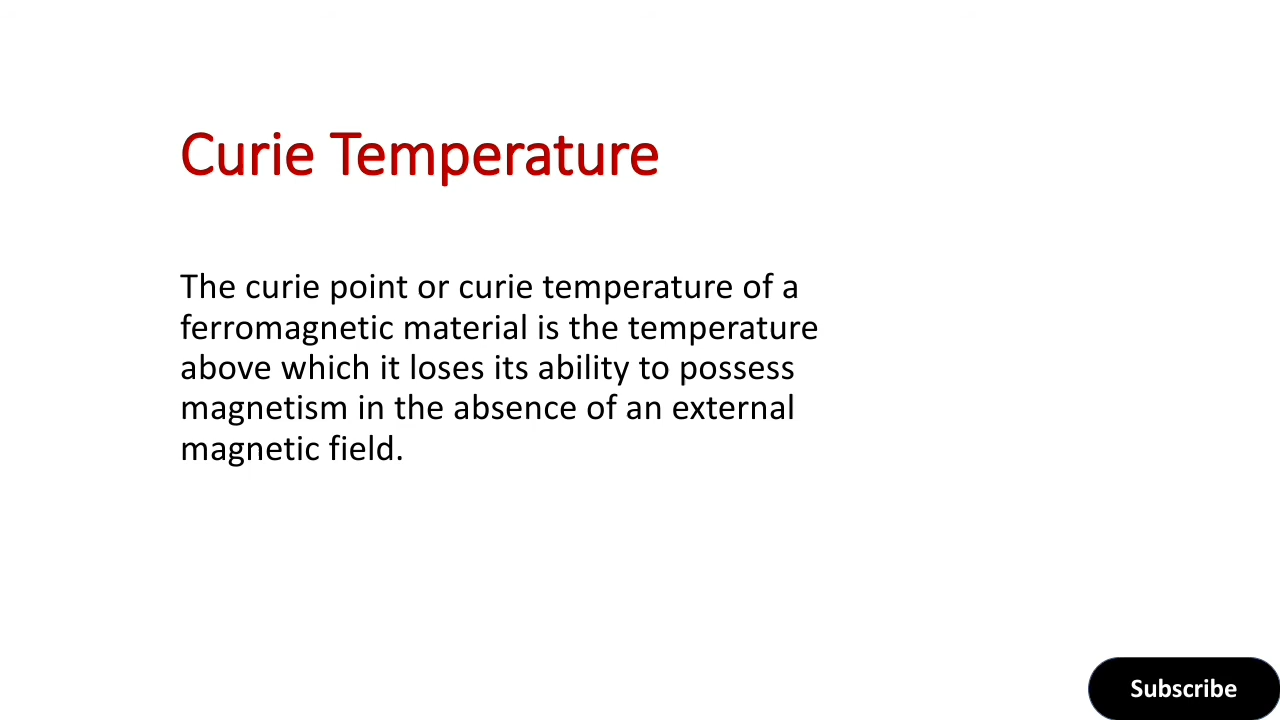 Curie Temperature
The curie point or curie temperature of a
ferromagnetic material is the temperature
above which it loses its ability to possess
magnetism in the absence of an external
magnetic field.
Subscribe